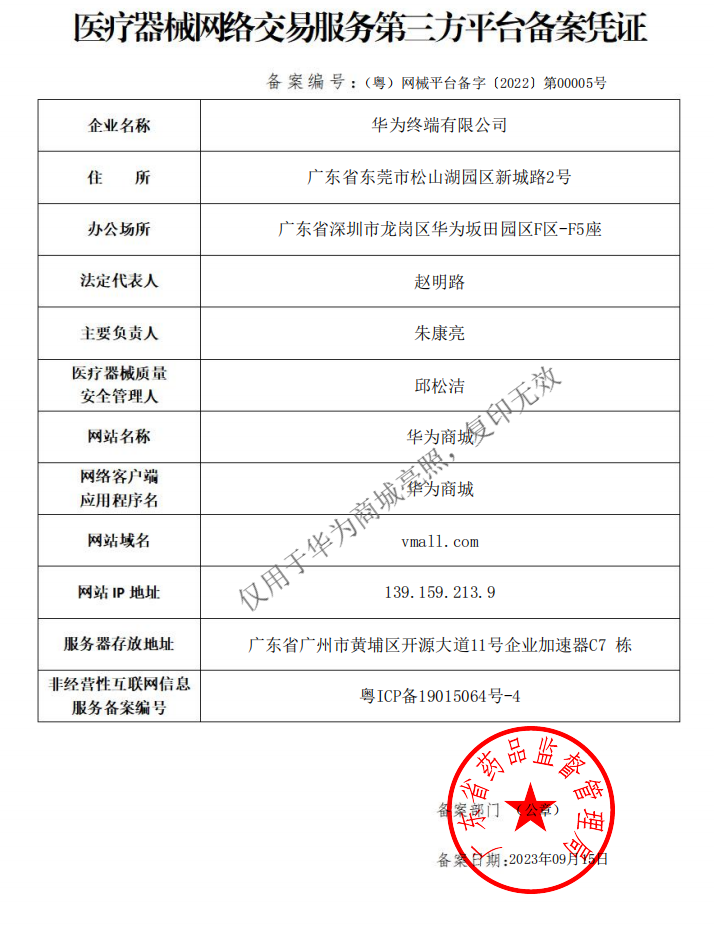 医疗器械网络交易服务第三方平台备案凭证
备案编号：（粤）网械平台备字〔2022〕第00005号
企业名称 华为终端有限公司
住 所 广东省东莞市松山湖园区新城路2号
办公场所 广东省深圳市龙岗区华为坂田园区F区-F5座
法定代表人 赵明路
主要负责人 朱康亮
医疗器械质量
安全管理人 邱松洁
网站名称 华为商城
网络客户端
应用程序名 华为商城
网站域名 vmall.com
网站 IP 地址 139.159.213.9
服务器存放地址 广东省广州市黄埔区开源大道11号企业加速器C7 栋
非经营性互联网信息
服务备案编号 粤ICP备19015064号-4
仅用于华为商城亮照，复印无效
广东省药品监督管理局
备案部门 （公章）
备案日期:2023年09月15日